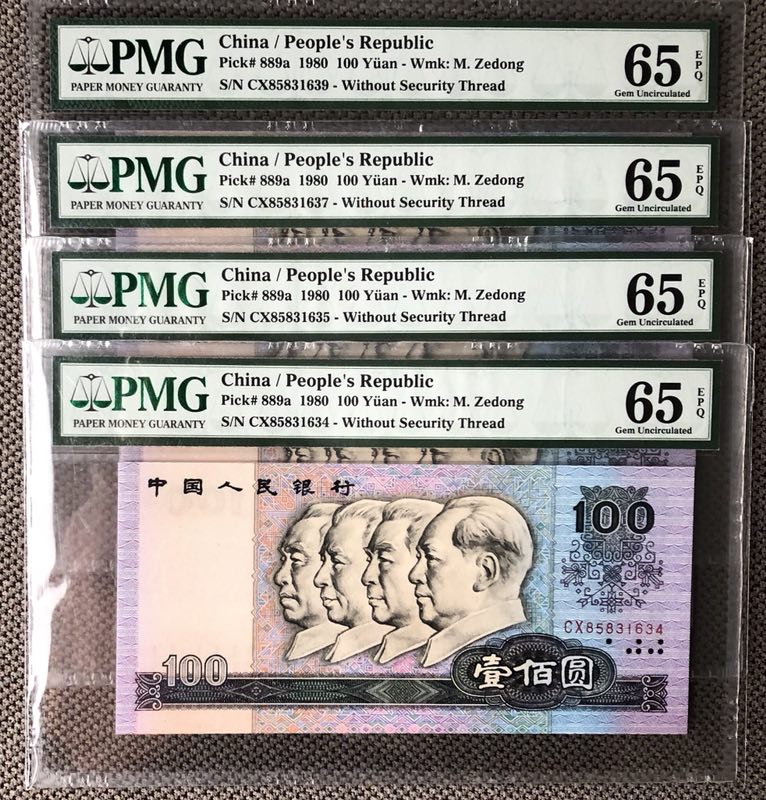 PMG
PAPER MONEY GUARANTY
China / People's Republic
Pick# 889a 1980 100 Yüan - Wmk: M. Zedong
S/N CX85831639 - Without Security Thread
65
EPQ
Gem Uncirculated
PMG
PAPER MONEY GUARANTY
China / People's Republic
Pick# 889a 1980 100 Yüan - Wmk: M. Zedong
S/N CX85831637 - Without Security Thread
65
EPQ
Gem Uncirculated
PMG
PAPER MONEY GUARANTY
China / People's Republic
Pick# 889a 1980 100 Yüan - Wmk: M. Zedong
S/N CX85831635 - Without Security Thread
65
EPQ
Gem Uncirculated
PMG
PAPER MONEY GUARANTY
China / People's Republic
Pick# 889a 1980 100 Yüan - Wmk: M. Zedong
S/N CX85831634 - Without Security Thread
65
EPQ
Gem Uncirculated
中国人民银行
100
CX85831634
100
壹佰圆